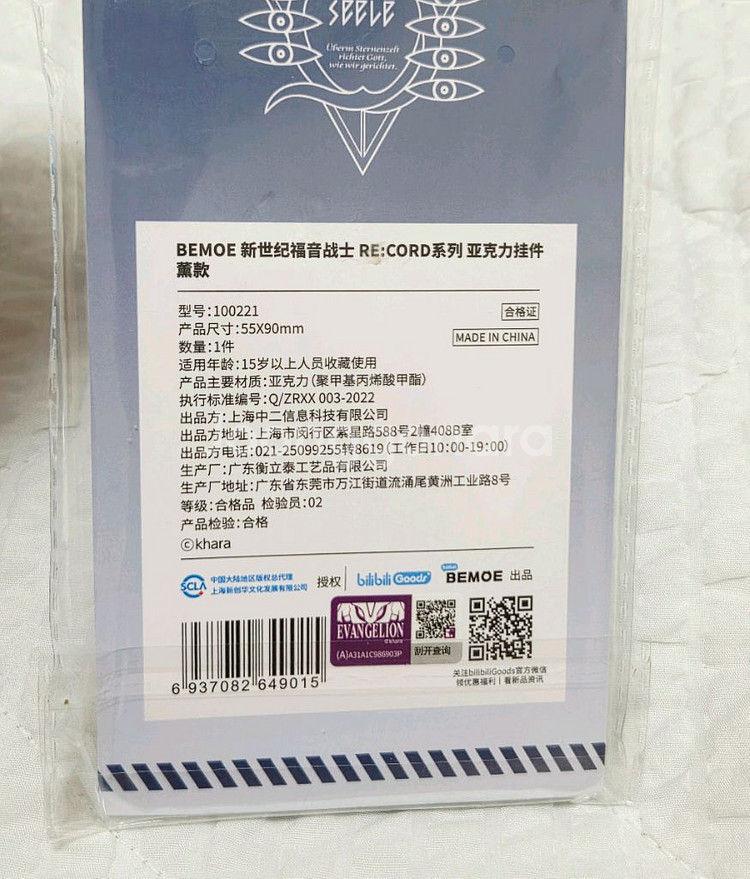 SEELE
Überm Sternenzelt
richtet Gott,
wie wir gerichtet.
BEMOE 新世纪福音战士 RE:CORD系列 亚克力挂件
薰款
型号:100221
合格证
产品尺寸:55X90mm
MADE IN CHINA
数量:1件
适用年龄:15岁以上人员收藏使用
产品主要材质:亚克力(聚甲基丙烯酸甲酯)
执行标准编号:Q/ZRXX 003-2022
出品方:上海中二信息科技有限公司
出品方地址:上海市闵行区紫星路588号2幢408B室
出品方电话:021-25099255转8619(工作日10:00-19:00)
生产厂:广东衡立泰工艺品有限公司
生产厂地址:广东省东莞市万江街道流涌尾黄洲工业路8号
等级:合格品 检验员:02
产品检验:合格
©khara
SCLA 中国大陆地区版权总代理 授权 bilibili Goods BEMOE 出品
上海新创华文化发展有限公司
EVANGELION
©khara
(A)A31A1C986903P 刮开查询
6 937082 649015
关注bilibiliGoods官方微信
领优惠福利|看新品资讯